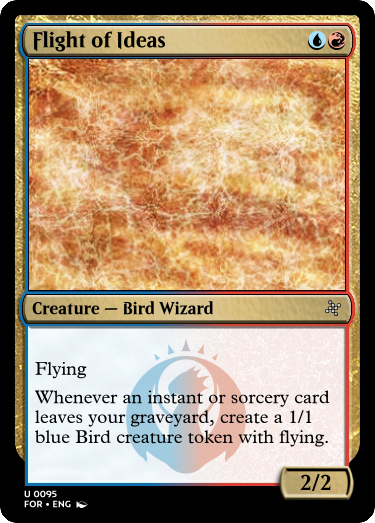 Flight of Ideas
Creature — Bird Wizard
Flying
Whenever an instant or sorcery card
leaves your graveyard, create a 1/1
blue Bird creature token with flying.
2/2
U 0095
FOR • ENG